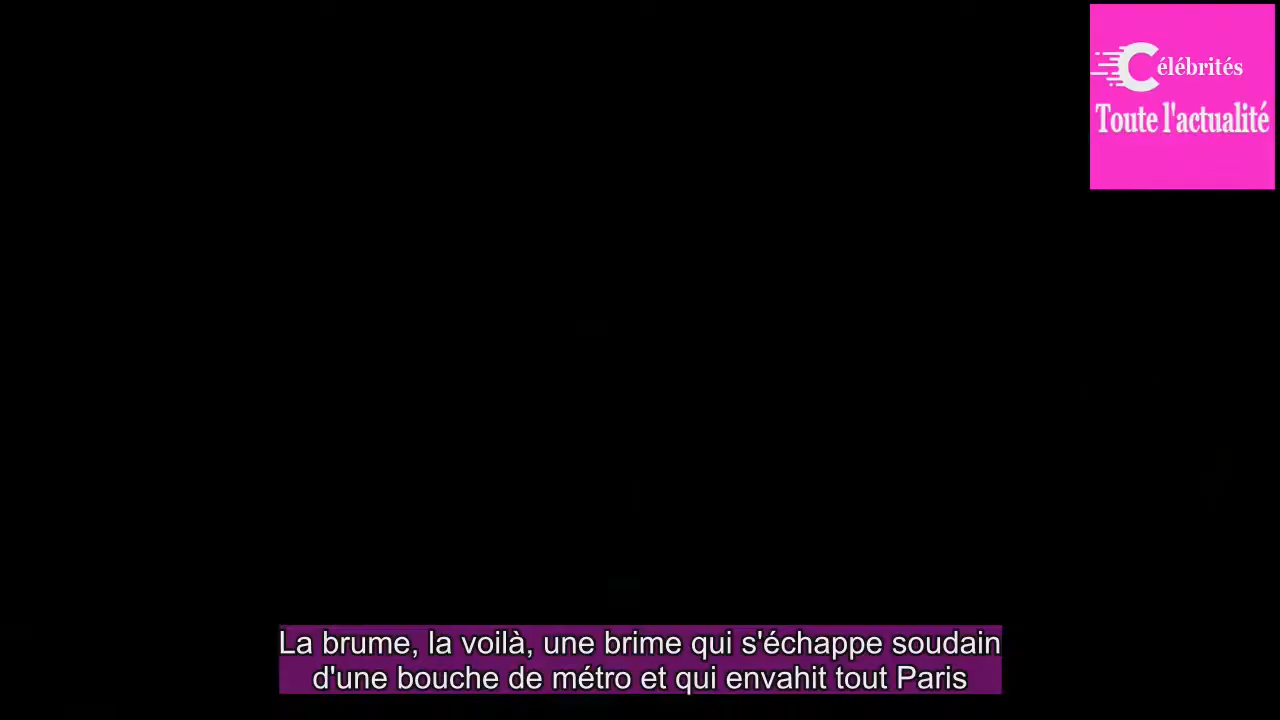 Célébrités
Toute l'actualité
La brume, la voilà, une brime qui s'échappe soudain
d'une bouche de métro et qui envahit tout Paris